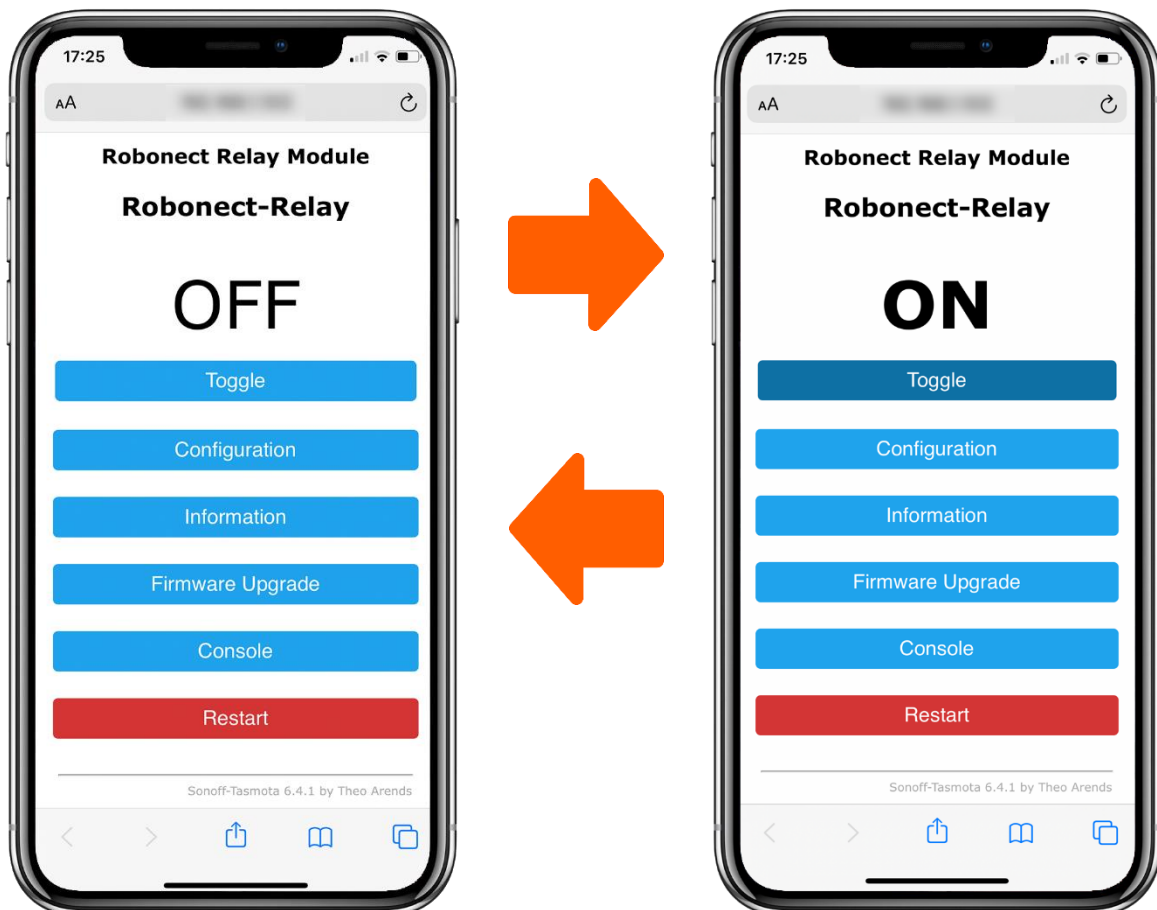 17:25
AA
Robonect Relay Module
Robonect-Relay
OFF
Toggle
Configuration
Information
Firmware Upgrade
Console
Restart
Sonoff-Tasmota 6.4.1 by Theo Arends
17:25
AA
Robonect Relay Module
Robonect-Relay
ON
Toggle
Configuration
Information
Firmware Upgrade
Console
Restart
Sonoff-Tasmota 6.4.1 by Theo Arends